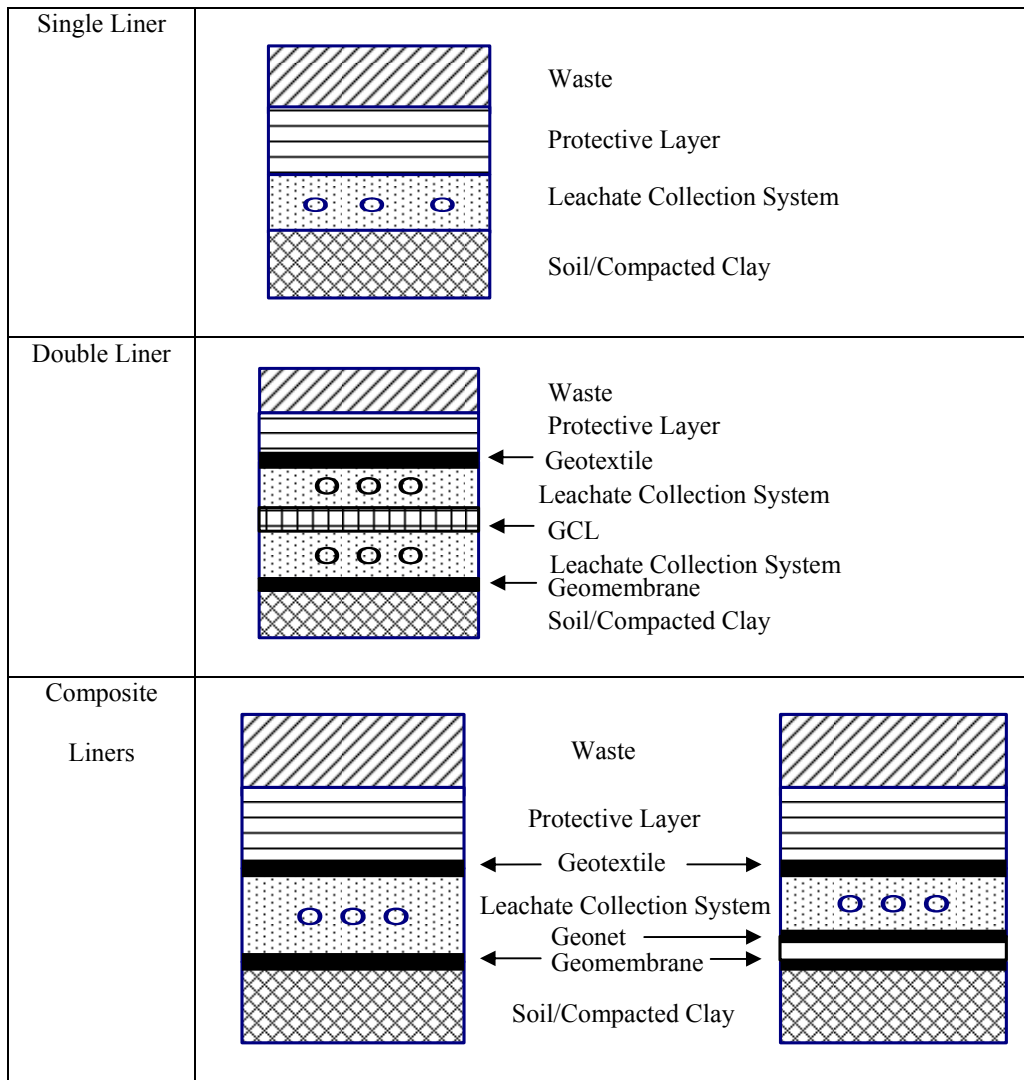 Single Liner
Waste
Protective Layer
Leachate Collection System
Soil/Compacted Clay
Double Liner
Waste
Protective Layer
Geotextile
Leachate Collection System
GCL
Leachate Collection System
Geomembrane
Soil/Compacted Clay
Composite
Liners
Waste
Protective Layer
Geotextile
Leachate Collection System
Geonet
Geomembrane
Soil/Compacted Clay